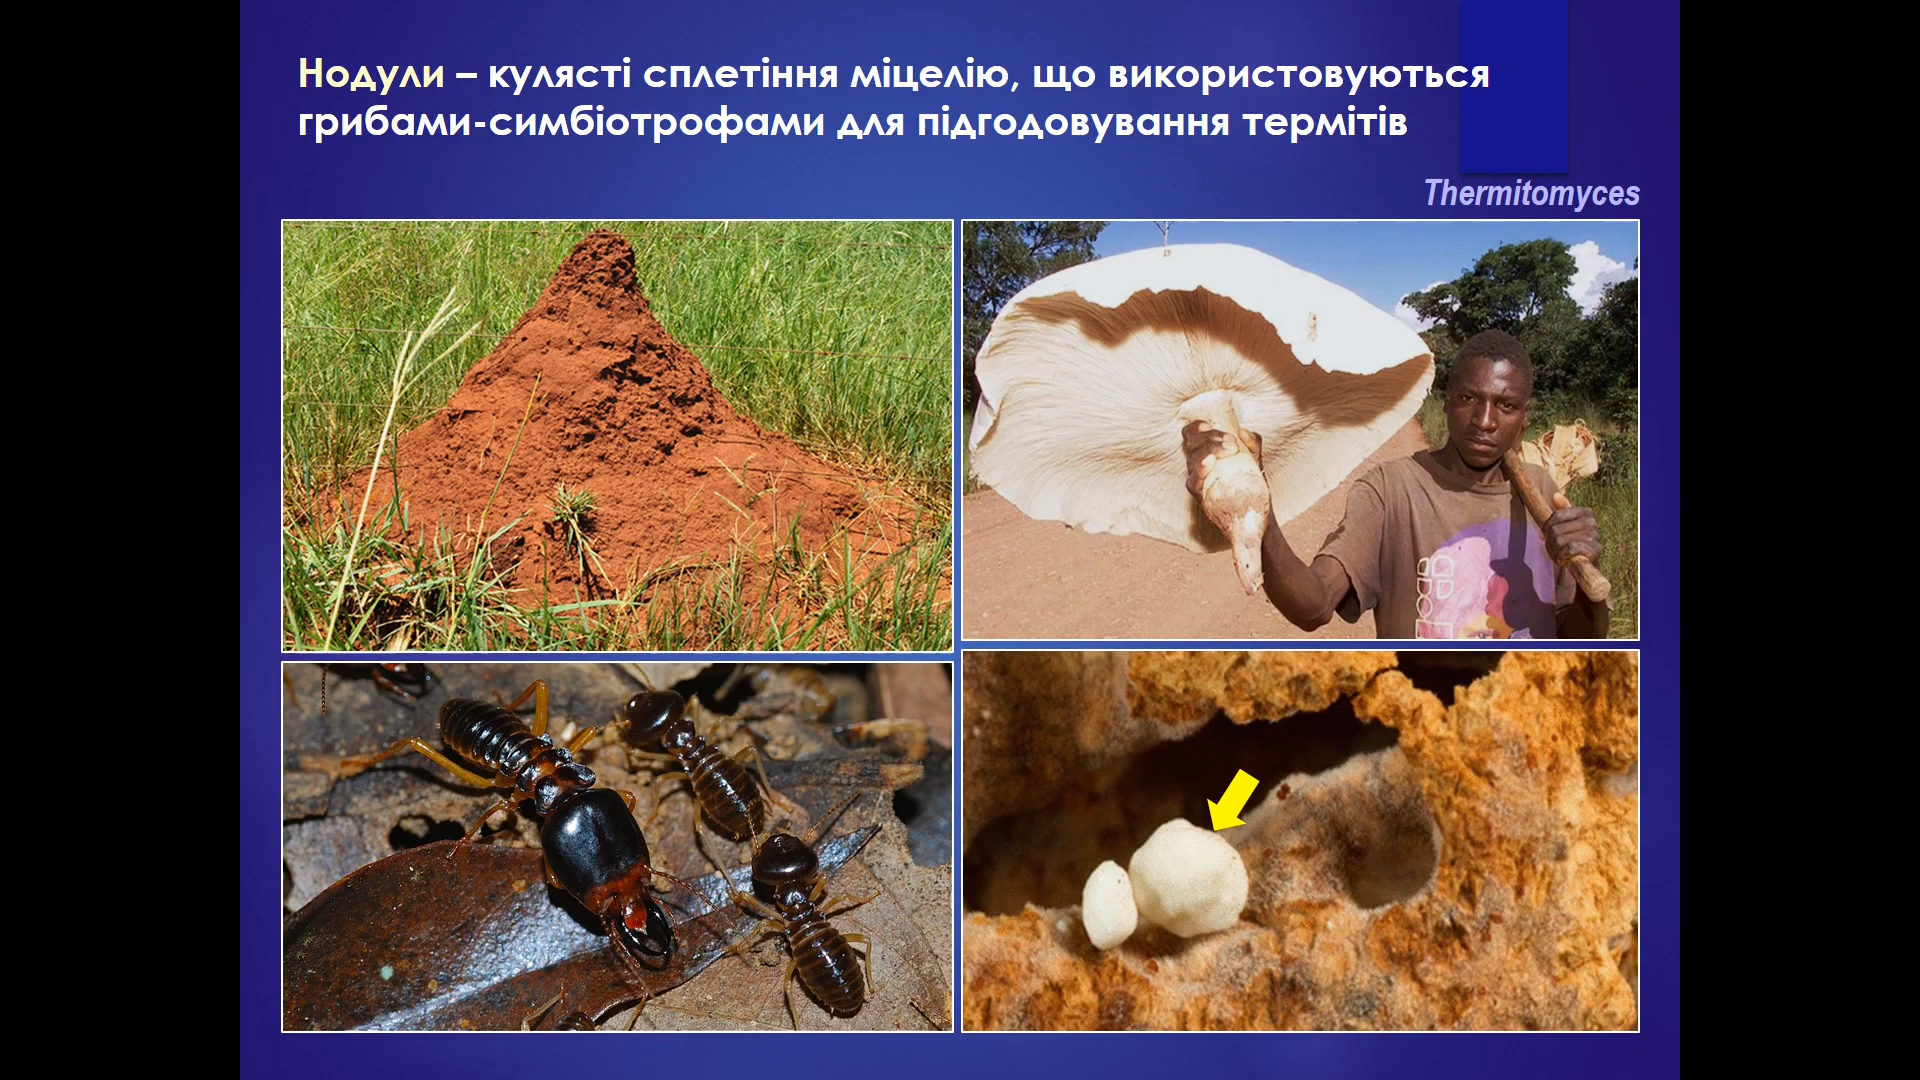 Нодули – кулясті сплетіння міцелію, що використовуються
грибами-симбіотрофами для підгодовування термітів
Thermitomyces